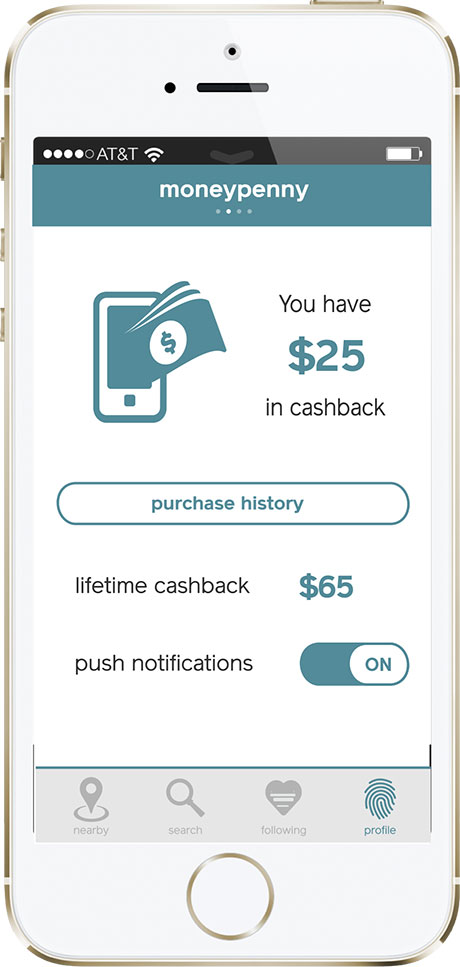 AT&T
moneypenny
You have
$25
in cashback
$
purchase history
lifetime cashback $65
push notifications ON
nearby search following profile